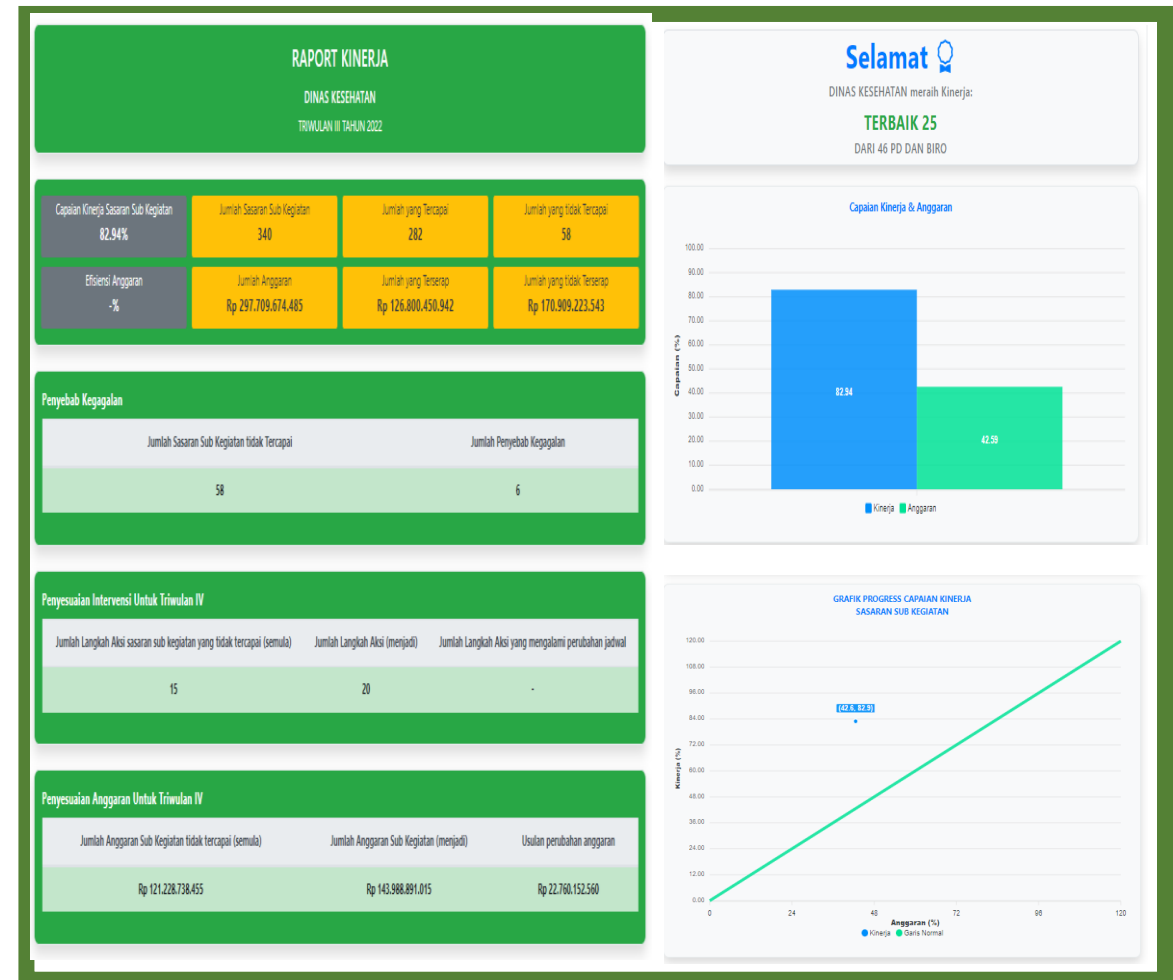 RAPORT KINERJA
DINAS KESEHATAN
TRIWULAN III TAHUN 2022
Capaian Kinerja Sasaran Sub Kegiatan
82.94%
Jumlah Sasaran Sub Kegiatan
340
Jumlah yang Tercapai
282
Jumlah yang tidak Tercapai
58
Efisiensi Anggaran
-%
Jumlah Anggaran
Rp 297.709.674.485
Jumlah yang Terserap
Rp 126.800.450.942
Jumlah yang tidak Terserap
Rp 170.909.223.543
Penyebab Kegagalan
Jumlah Sasaran Sub Kegiatan tidak Tercapai
Jumlah Penyebab Kegagalan
58
6
Penyesuaian Intervensi Untuk Triwulan IV
Jumlah Langkah Aksi sasaran sub kegiatan yang tidak tercapai (semula)
Jumlah Langkah Aksi (menjadi)
Jumlah Langkah Aksi yang mengalami perubahan jadwal
15
20
-
Penyesuaian Anggaran Untuk Triwulan IV
Jumlah Anggaran Sub Kegiatan tidak tercapai (semula)
Jumlah Anggaran Sub Kegiatan (menjadi)
Usulan perubahan anggaran
Rp 121.228.738.455
Rp 143.988.891.015
Rp 22.760.152.560
Selamat
DINAS KESEHATAN meraih Kinerja:
TERBAIK 25
DARI 46 PD DAN BIRO
Capaian Kinerja & Anggaran
100.00
90.00
80.00
70.00
60.00
50.00
40.00
30.00
20.00
10.00
0.00
Capaian (%)
82.94
42.59
Kinerja
Anggaran
GRAFIK PROGRESS CAPAIAN KINERJA
SASARAN SUB KEGIATAN
120.00
108.00
96.00
84.00
72.00
60.00
48.00
36.00
24.00
12.00
0.00
Kinerja (%)
(42.6, 82.9)
0
24
48
72
96
120
Anggaran (%)
Kinerja
Garis Normal